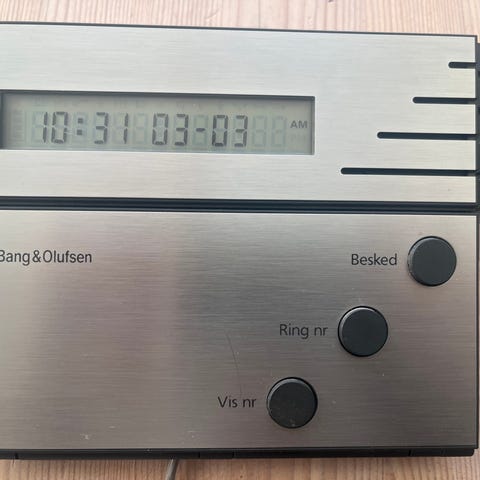 10:31 03-03 AM
Bang & Olufsen
Besked
Ring nr
Vis nr